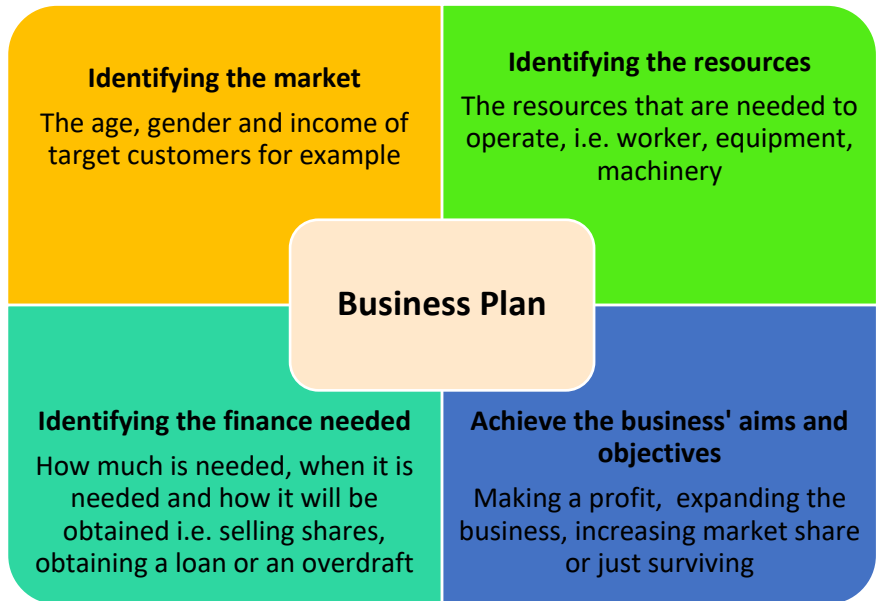 Identifying the market
The age, gender and income of
target customers for example
Identifying the resources
The resources that are needed to
operate, i.e. worker, equipment,
machinery
Business Plan
Identifying the finance needed
How much is needed, when it is
needed and how it will be
obtained i.e. selling shares,
obtaining a loan or an overdraft
Achieve the business' aims and
objectives
Making a profit,  expanding the
business, increasing market share
or just surviving